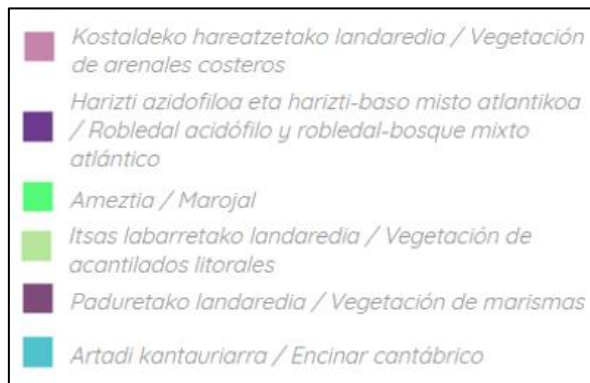 Kostaldeko hareatzetako landaredia / Vegetación
de arenales costeros
Harizti azidofiloa eta harizti-baso misto atlantikoa
/ Robledal acidófilo y robledal-bosque mixto
atlántico
Ameztia / Marojal
Itsas labarretako landaredia / Vegetación de
acantilados litorales
Paduretako landaredia / Vegetación de marismas
Artadi kantauriarra / Encinar cantábrico